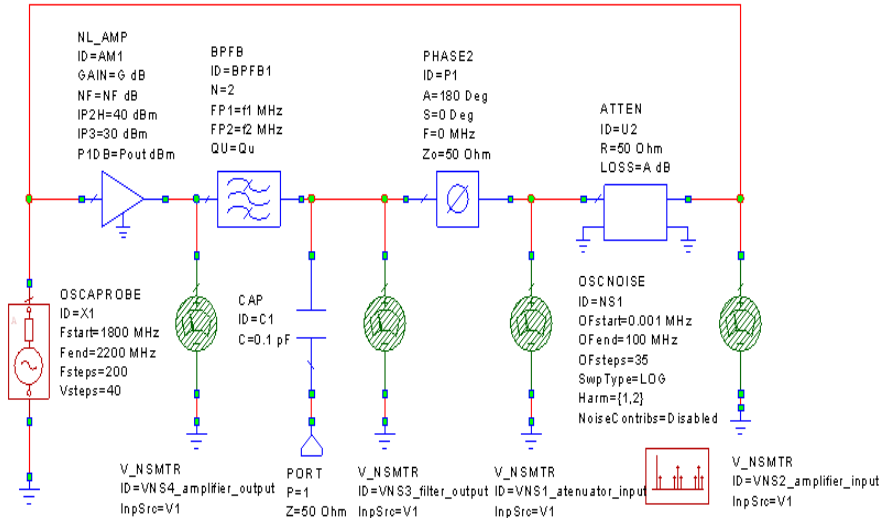 NL_AMP
ID=AM1
GAIN=G dB
NF=NF dB
IP2H=40 dBm
IP3=30 dBm
P1DB=Pout dBm
BPFB
ID=BPFB1
N=2
FP1=f1 MHz
FP2=f2 MHz
QU=Qu
PHASE2
ID=P1
A=180 Deg
S=0 Deg
F=0 MHz
Zo=50 Ohm
ATTEN
ID=U2
R=50 Ohm
LOSS=A dB
OSCAPROBE
ID=X1
Fstart=1800 MHz
Fend=2200 MHz
Fsteps=200
Vsteps=40
CAP
ID=C1
C=0.1 pF
OSCNOISE
ID=NS1
OFstart=0.001 MHz
OFend=100 MHz
OFsteps=35
SwpType=LOG
Harm={1,2}
NoiseContribs=Disabled
V_NSMTR
ID=VNS4_amplifier_output
InpSrc=V1
PORT
P=1
Z=50 Ohm
V_NSMTR
ID=VNS3_filter_output
InpSrc=V1
V_NSMTR
ID=VNS1_atenuator_input
InpSrc=V1
V_NSMTR
ID=VNS2_amplifier_input
InpSrc=V1